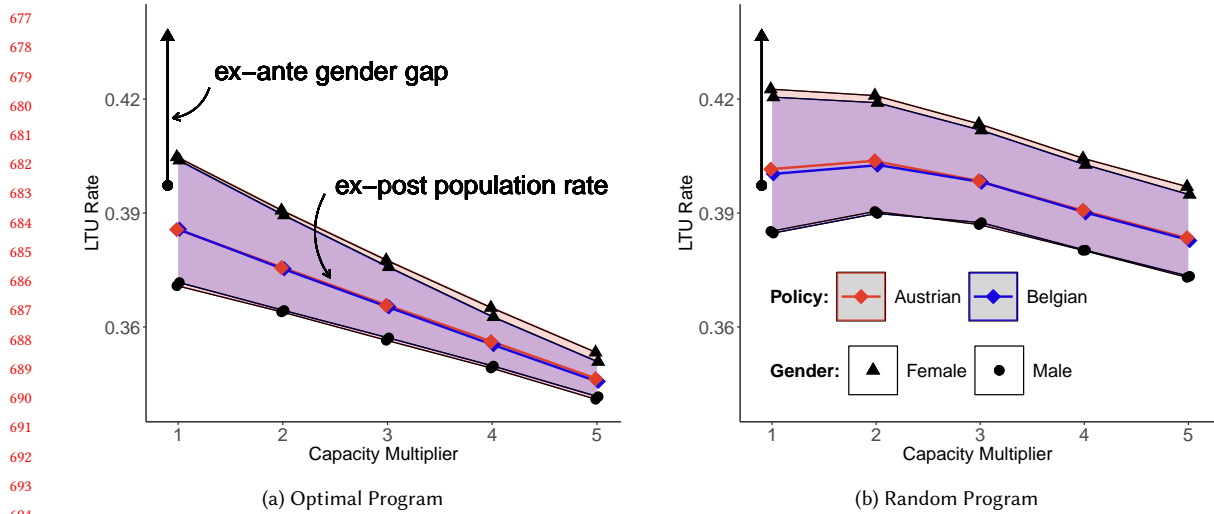 677
678
679
680
681
682
683
684
685
686
687
688
689
690
691
692
693
ex−ante gender gap
ex−post population rate
0.42
0.39
0.36
LTU Rate
1 2 3 4 5
Capacity Multiplier
(a) Optimal Program
0.42
0.39
0.36
LTU Rate
Policy: Austrian Belgian
Gender: Female Male
1 2 3 4 5
Capacity Multiplier
(b) Random Program